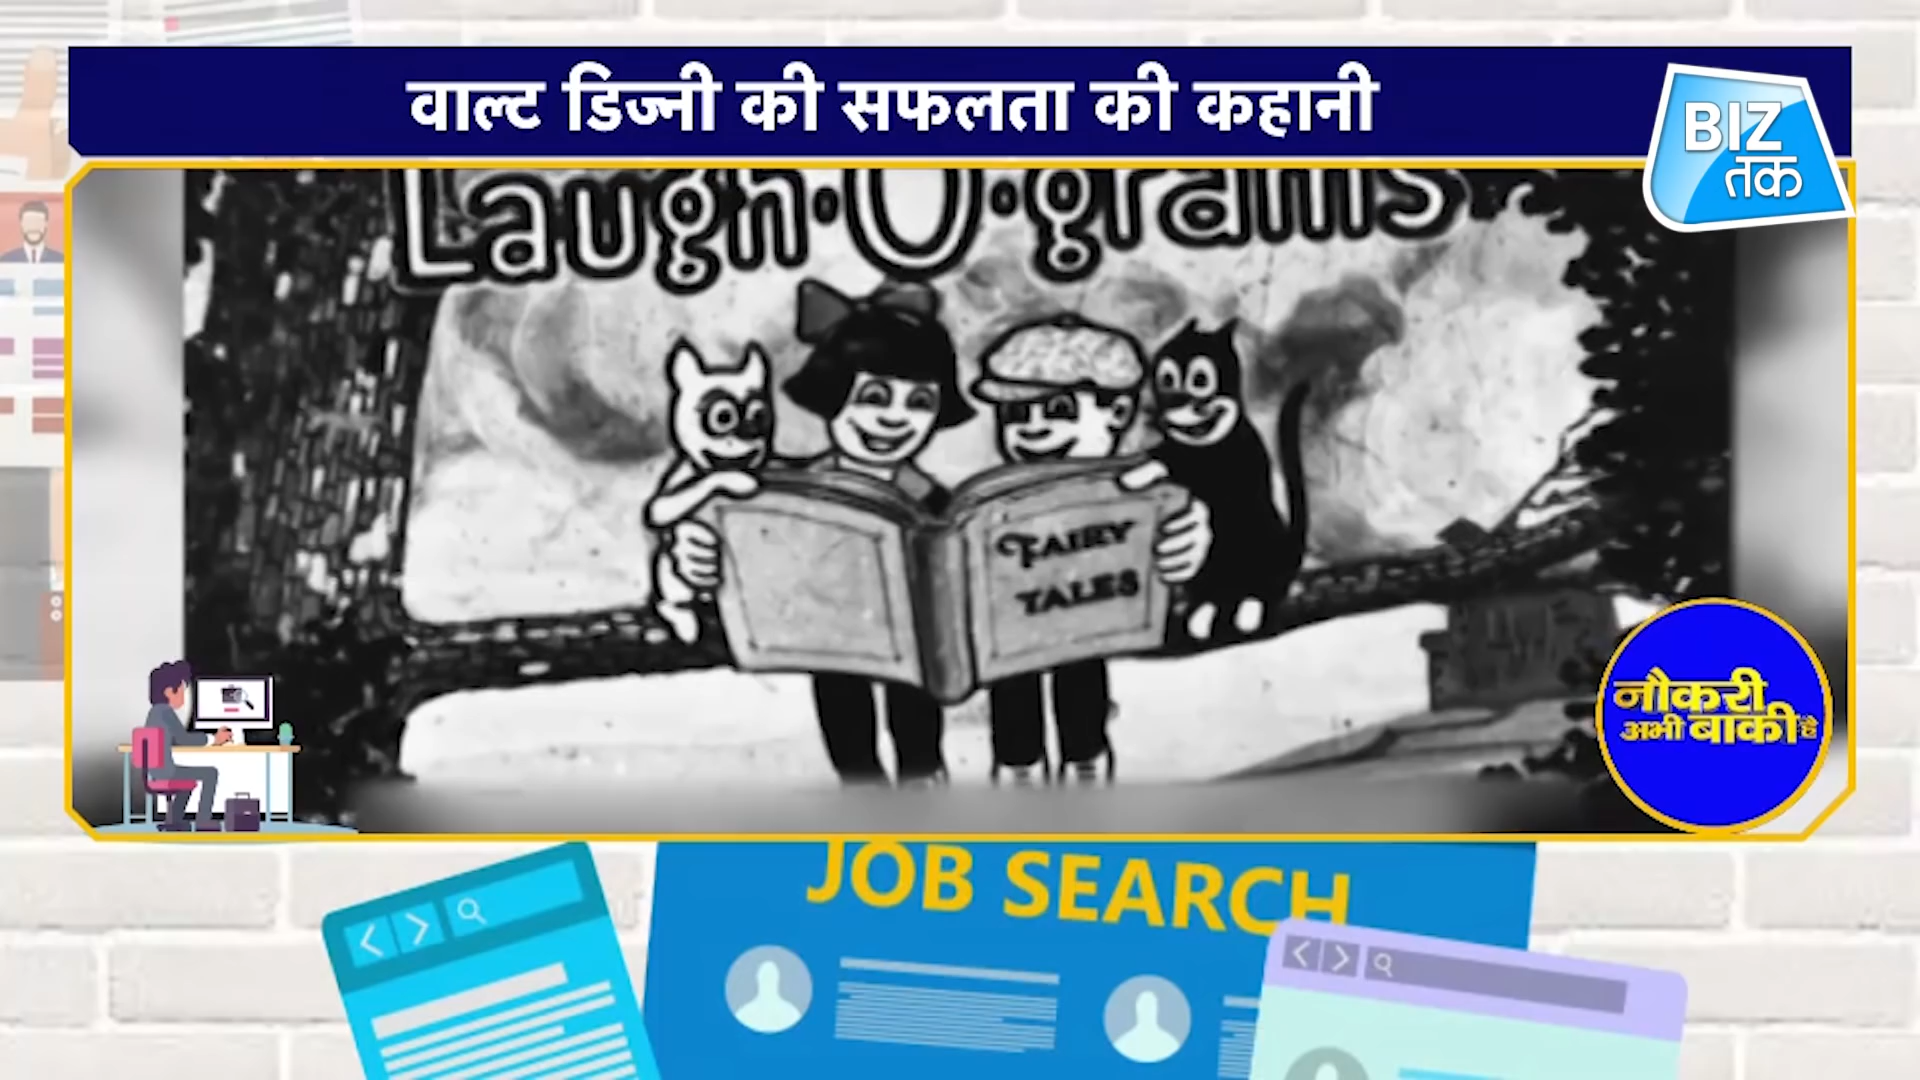 वाल्ट डिज्नी की सफलता की कहानी
BIZ
तक
Laugh-O-grams
FAIRY
TALES
नौकरी
अभी बाकी है
JOB SEARCH